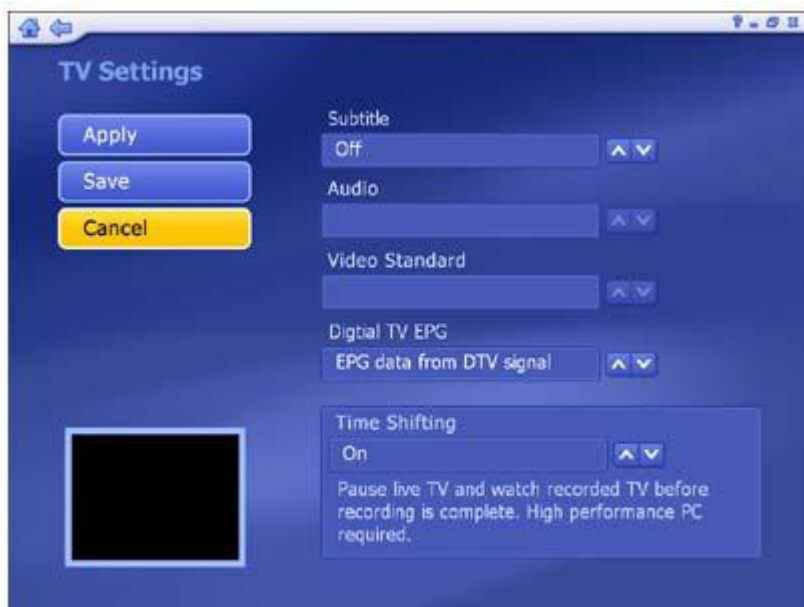 TV Settings
Apply
Save
Cancel
Subtitle
Off
Audio
Video Standard
Digtial TV EPG
EPG data from DTV signal
Time Shifting
On
Pause live TV and watch recorded TV before
recording is complete. High performance PC
required.